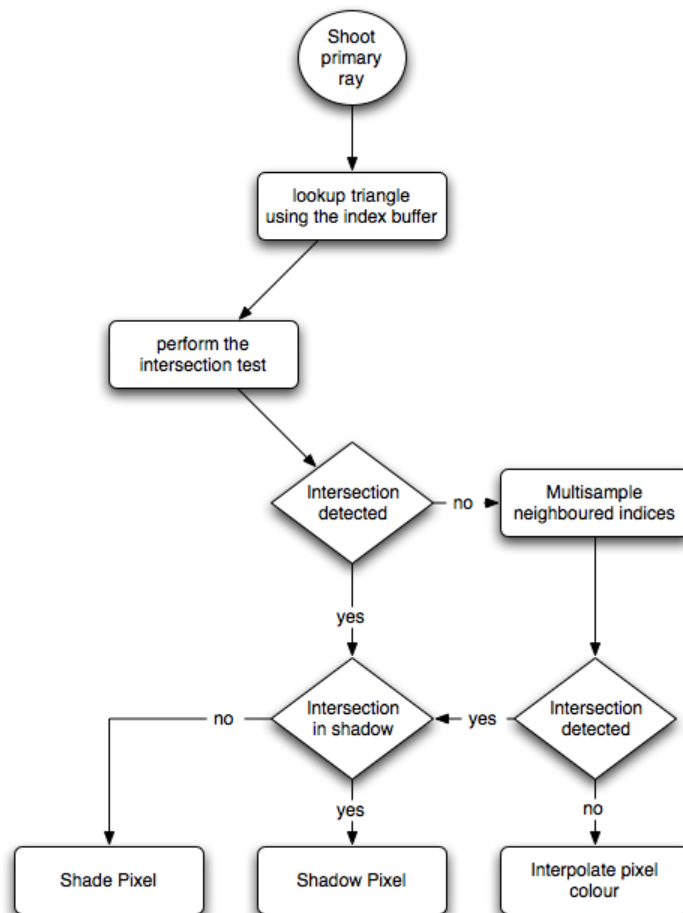 Shoot
primary
ray
lookup triangle
using the index buffer
perform the
intersection test
Intersection
detected
no
Multisample
neighboured indices
yes
Intersection
in shadow
no
yes
Intersection
detected
yes
no
Shade Pixel
Shadow Pixel
Interpolate pixel
colour